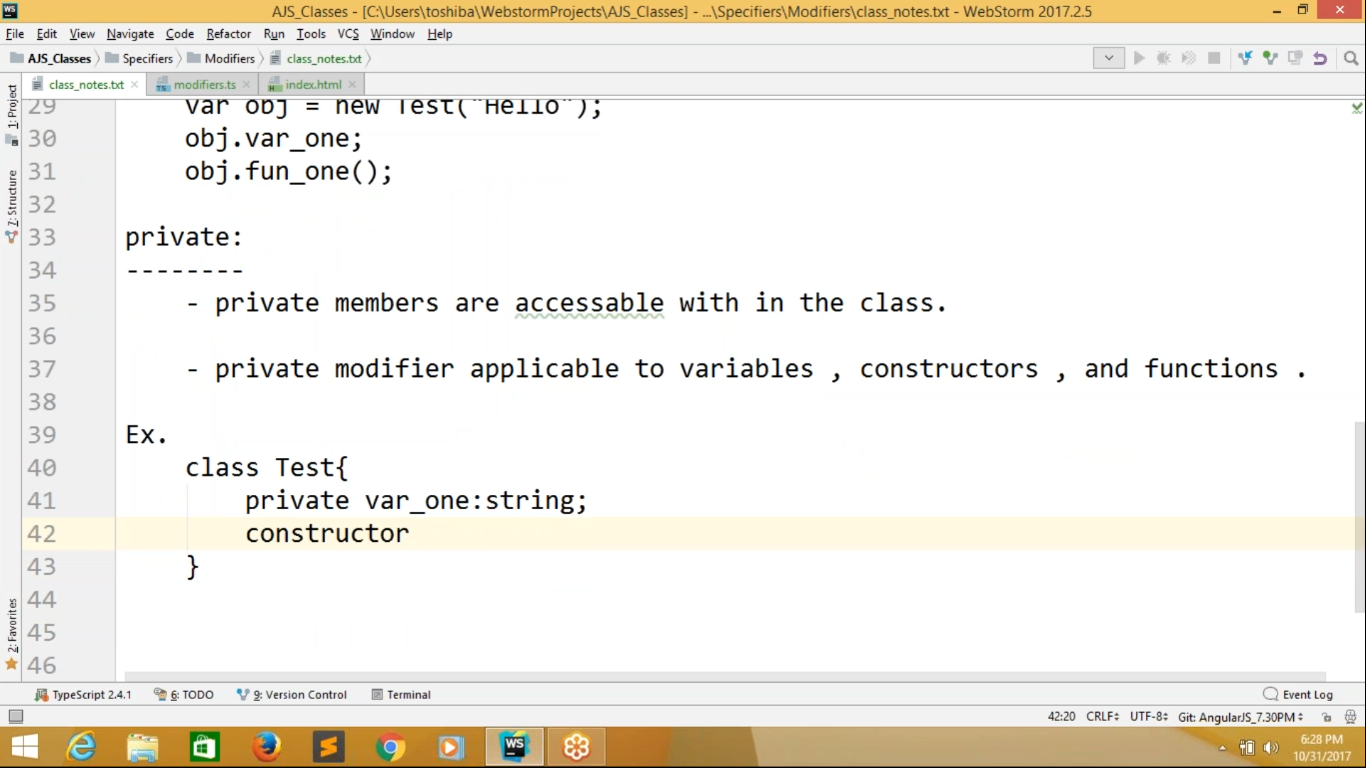 AJS_Classes - [C:\Users\toshiba\WebstormProjects\AJS_Classes] - ...\Specifiers\Modifiers\class_notes.txt - WebStorm 2017.2.5
File Edit View Navigate Code Refactor Run Tools VCS Window Help
AJS_Classes Specifiers Modifiers class_notes.txt
class_notes.txt modifiers.ts index.html
1: Project
7: Structure
2: Favorites
29 var obj = new Test("Hello");
30 obj.var_one;
31 obj.fun_one();
32
33 private:
34 --------
35 - private members are accessable with in the class.
36
37 - private modifier applicable to variables , constructors , and functions .
38
39 Ex.
40 class Test{
41 private var_one:string;
42 constructor
43 }
44
45
46
TypeScript 2.4.1 6: TODO 9: Version Control Terminal Event Log
42:20 CRLF÷ UTF-8÷ Git: AngularJS_7.30PM÷
6:28 PM
10/31/2017